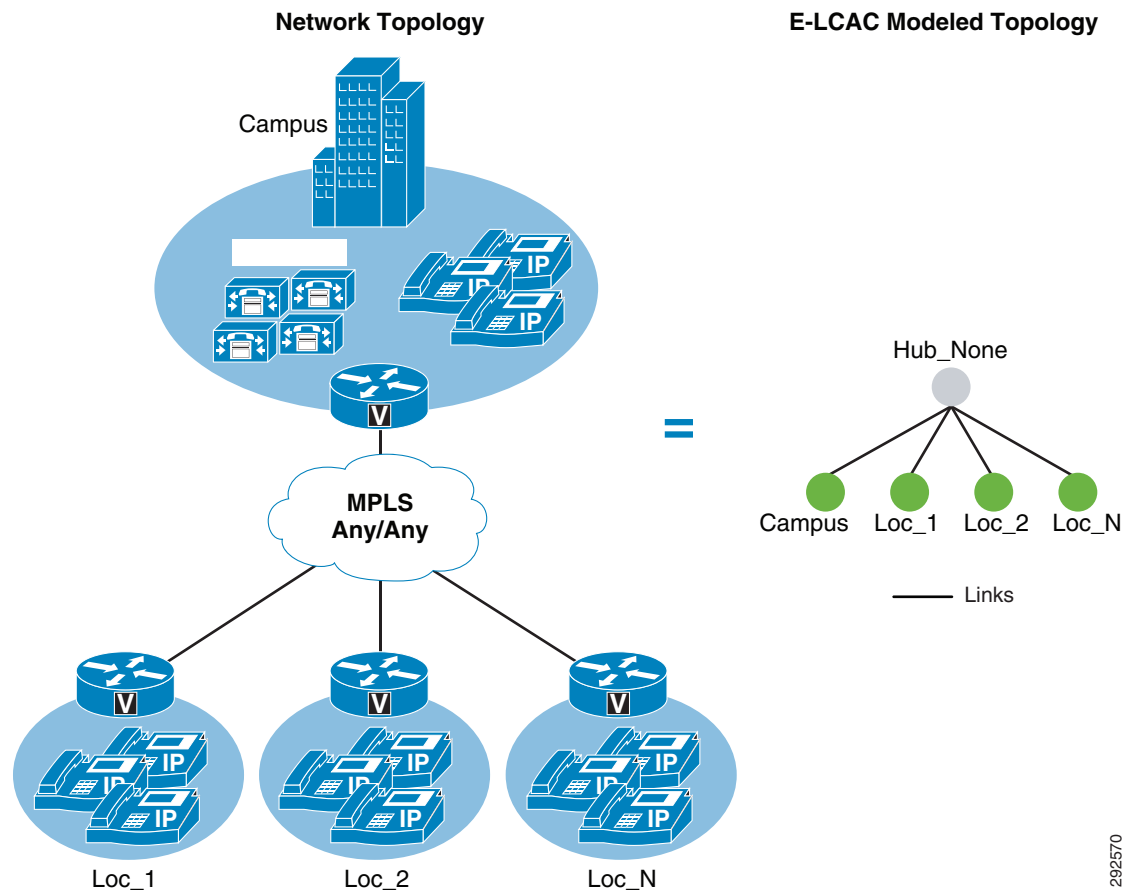 Network Topology
E-LCAC Modeled Topology
Campus
IP
IP
IP
V
MPLS
Any/Any
=
Hub_None
Campus
Loc_1
Loc_2
Loc_N
Links
V
V
V
IP
IP
IP
IP
IP
IP
IP
IP
IP
Loc_1
Loc_2
Loc_N
292570